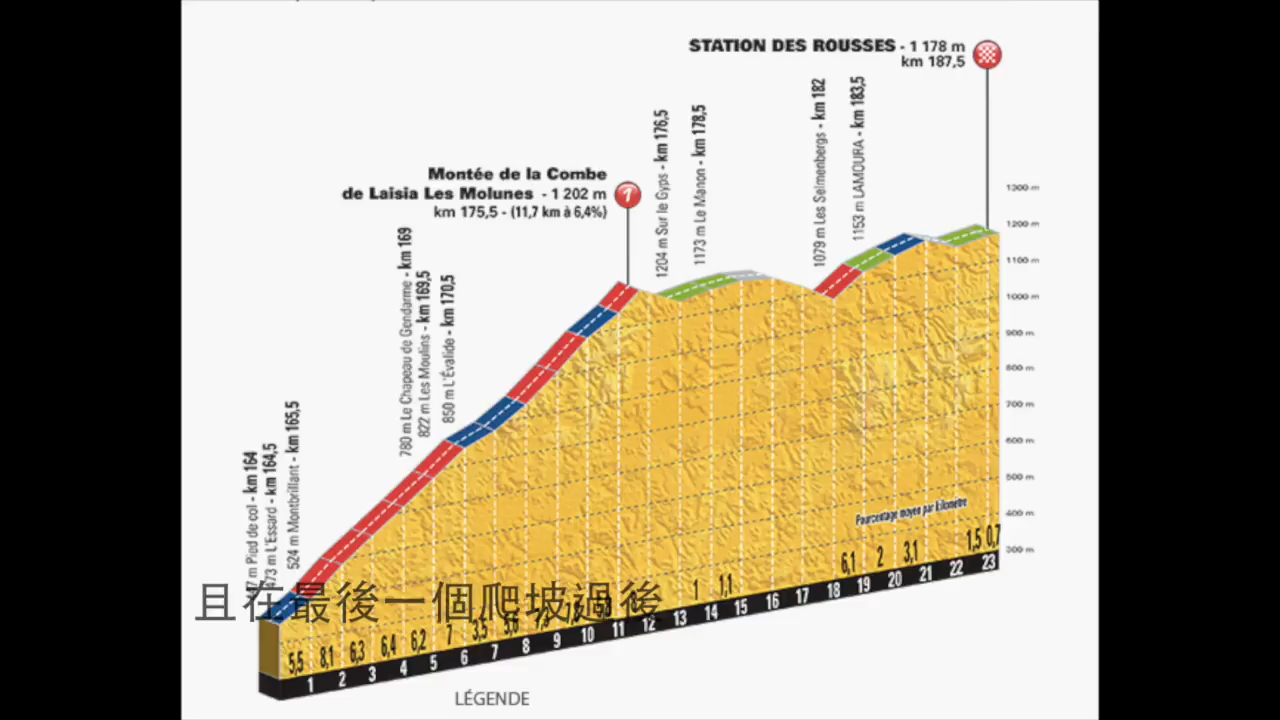 STATION DES ROUSSES - 1 178 m
km 187,5
Montée de la Combe
de Laisia Les Molunes - 1 202 m
km 175,5 - (11,7 km à 6,4%)
Pied de col - km 164
473 m L'Essard - km 164,5
524 m Montbrillant - km 165,5
780 m Le Chapeau de Gendarme - km 169
822 m Les Moulins - km 169,5
850 m L'Évalide - km 170,5
1204 m Sur le Gyps - km 176,5
1173 m Le Manon - km 178,5
1079 m Les Selmenbergs - km 182
1153 m LAMOURA - km 183,5
1300 m
1200 m
1100 m
1000 m
900 m
800 m
700 m
600 m
500 m
400 m
300 m
Pourcentage moyen par kilomètre
5,5 8,1 6,3 6,4 6,2 7 3,5 1 1,1 6,1 2 3,1 1,5 0,7
1 2 3 4 5 6 7 8 9 10 11 12 13 14 15 16 17 18 19 20 21 22 23
且在最後一個爬坡過後
LÉGENDE